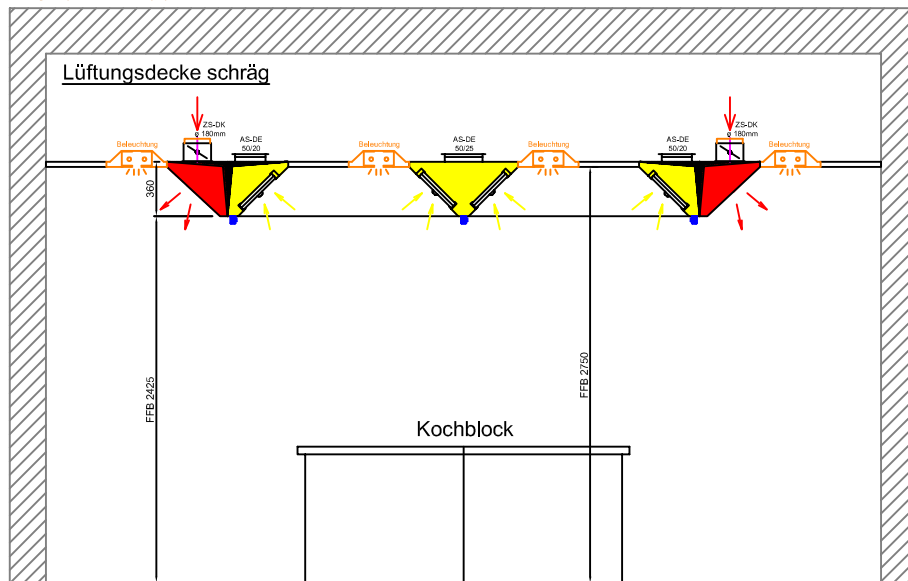 Lüftungsdecke schräg
ZS-DK
ø 180mm
AS-DE
50/20
Beleuchtung
Beleuchtung
AS-DE
50/25
Beleuchtung
AS-DE
50/20
ZS-DK
ø 180mm
Beleuchtung
360
FFB 2425
FFB 2750
Kochblock